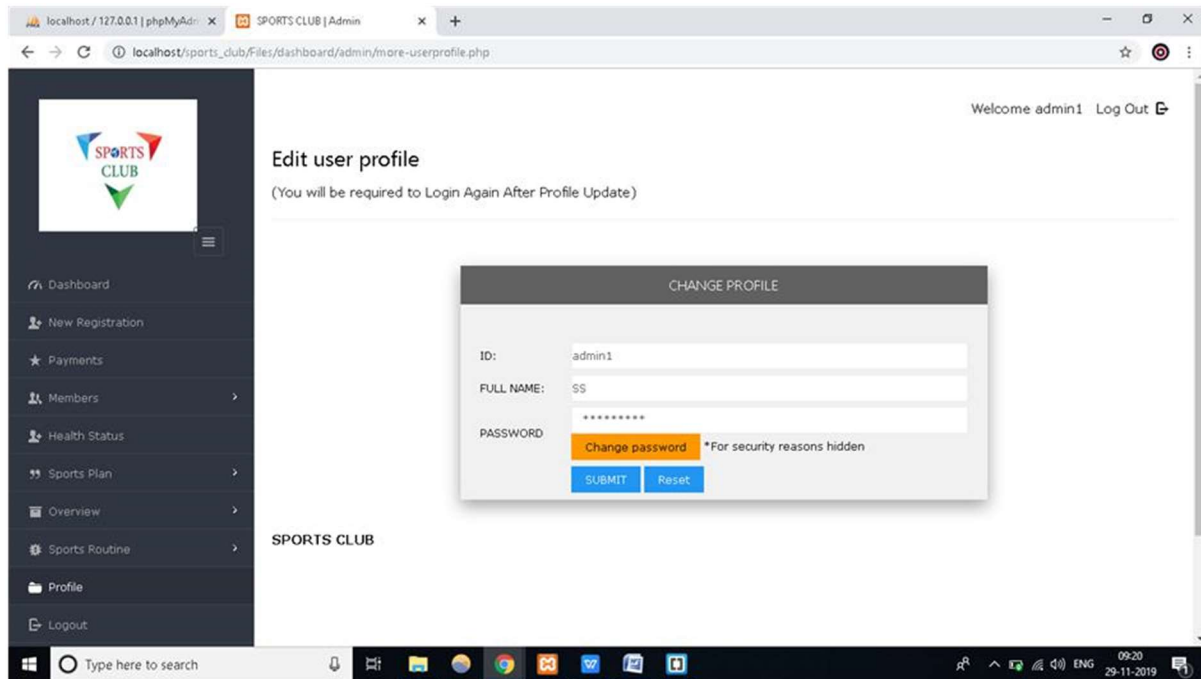 localhost / 127.0.0.1 | phpMyAdn
SPORTS CLUB | Admin
localhost/sports_club/Files/dashboard/admin/more-userprofile.php
SPORTS
CLUB
Welcome admin1 Log Out
Edit user profile
(You will be required to Login Again After Profile Update)
Dashboard
New Registration
Payments
Members
Health Status
Sports Plan
Overview
Sports Routine
Profile
Logout
CHANGE PROFILE
ID: admin1
FULL NAME: SS
PASSWORD *********
Change password *For security reasons hidden
SUBMIT Reset
SPORTS CLUB
Type here to search
ENG
09:20
29-11-2019